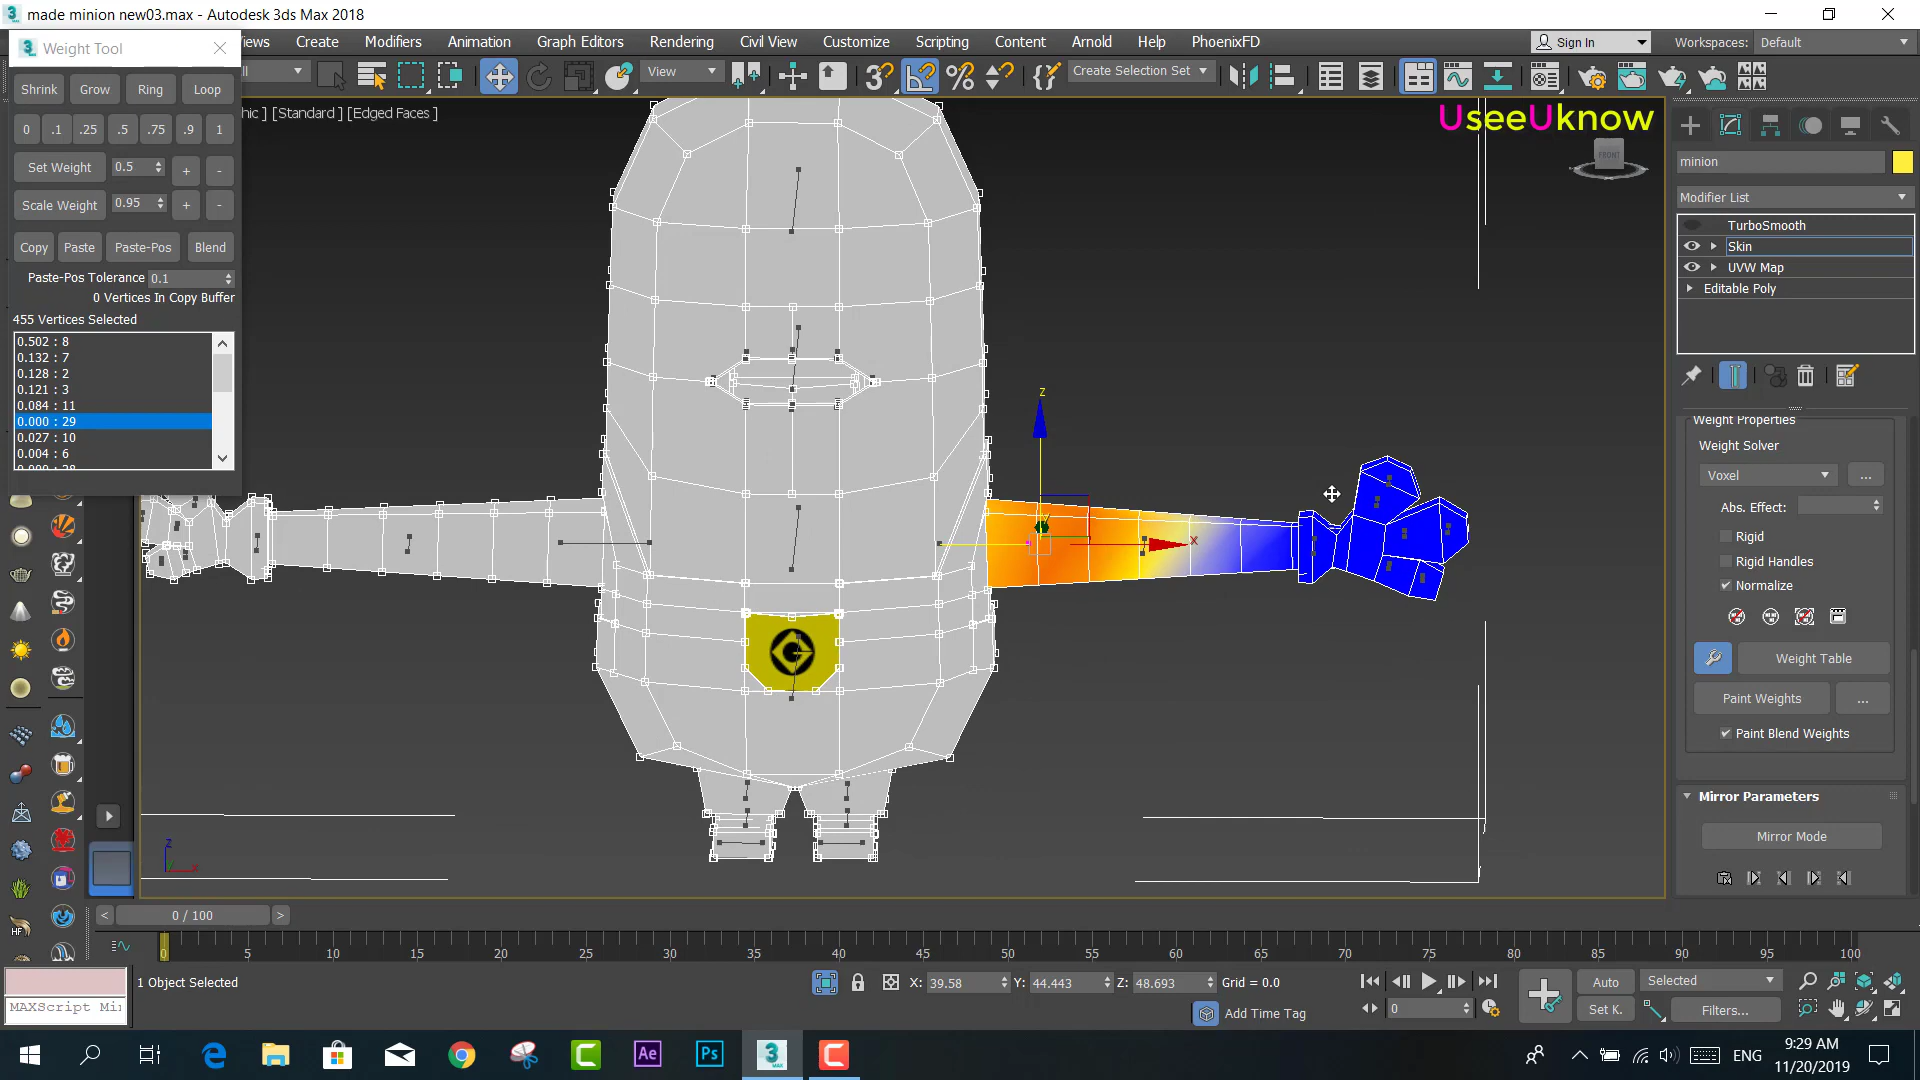 made minion new03.max - Autodesk 3ds Max 2018
Weight Tool
Views Create Modifiers Animation Graph Editors Rendering Civil View Customize Scripting Content Arnold Help PhoenixFD
Sign In
Workspaces: Default
Shrink Grow Ring Loop
View
Create Selection Set
0 .1 .25 .5 .75 .9 1
[Standard ] [Edged Faces ]
UseeUknow
FRONT
Set Weight 0.5 + -
Scale Weight 0.95 + -
Copy Paste Paste-Pos Blend
Paste-Pos Tolerance 0.1
0 Vertices In Copy Buffer
455 Vertices Selected
0.502 : 8
0.132 : 7
0.128 : 2
0.121 : 3
0.084 : 11
0.000 : 29
0.027 : 10
0.004 : 6
minion
Modifier List
TurboSmooth
Skin
UVW Map
Editable Poly
Weight Properties
Weight Solver
Voxel ...
Abs. Effect:
Rigid
Rigid Handles
Normalize
Weight Table
Paint Weights ...
Paint Blend Weights
Mirror Parameters
Mirror Mode
z
x
z
x
HF
< 0 / 100 >
0 5 10 15 20 25 30 35 40 45 50 55 60 65 70 75 80 85 90 95 100
1 Object Selected
X: 39.58 Y: 44.443 Z: 48.693 Grid = 0.0
Auto Selected
MAXScript Mi
Add Time Tag
0
Set K. Filters...
Ae Ps 3 MAX
ENG
9:29 AM
11/20/2019